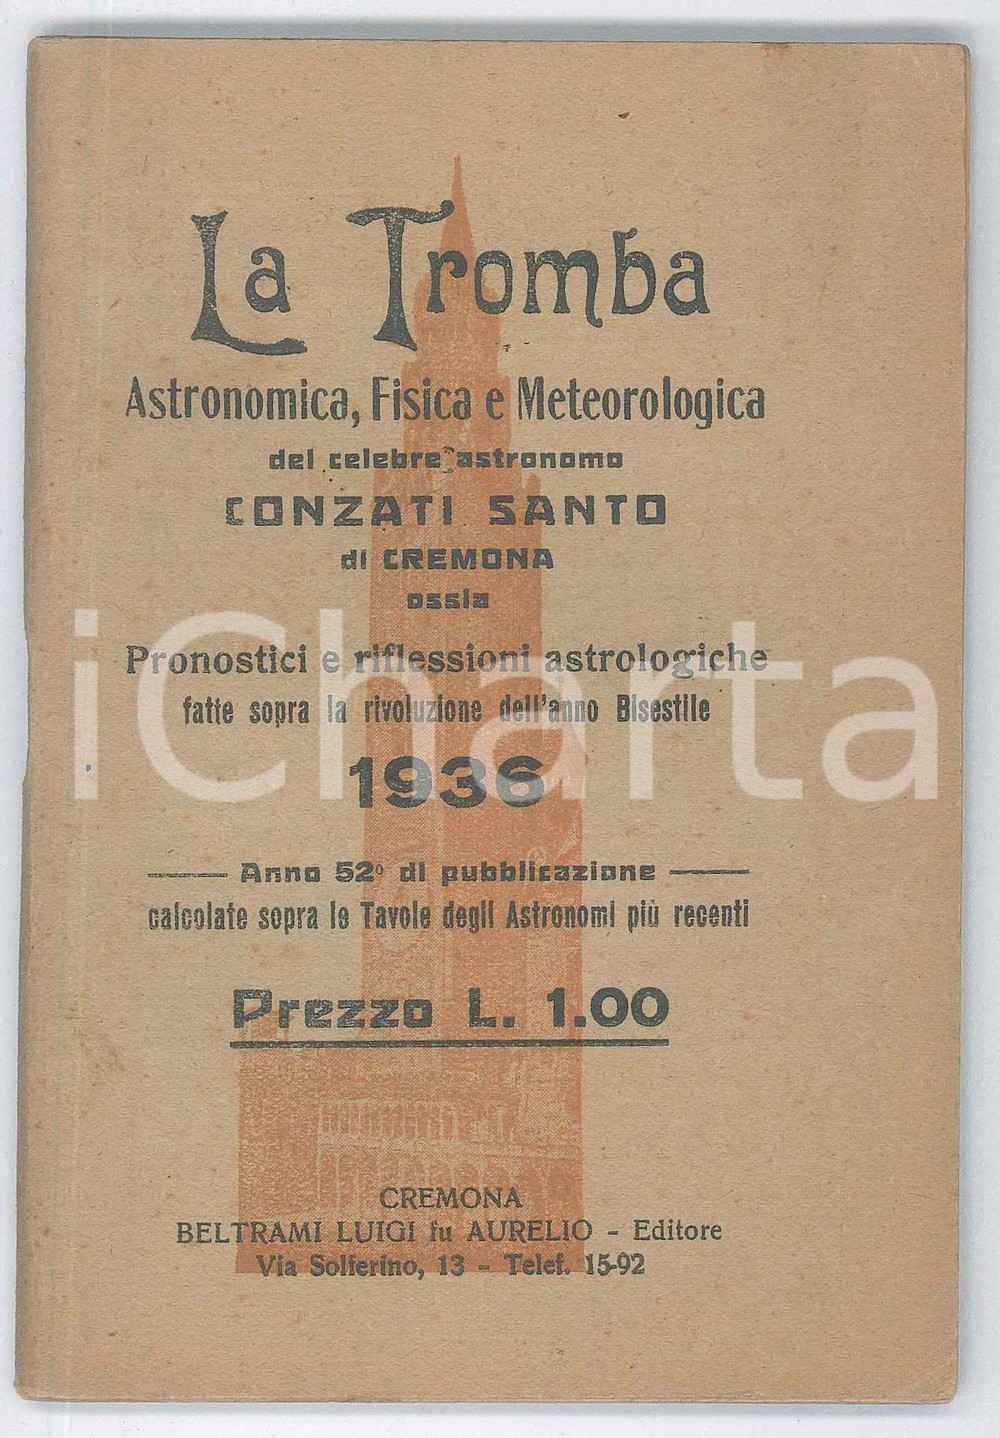 La Tromba
Astronomica, Fisica e Meteorologica
del celebre astronomo
CONZATI SANTO
di CREMONA
ossia
Pronostici e riflessioni astrologiche
fatte sopra la rivoluzione dell'anno Bisestile
1936
Anno 52º di pubblicazione
calcolate sopra le Tavole degli Astronomi più recenti
Prezzo L. 1.00
CREMONA
BELTRAMI LUIGI fu AURELIO - Editore
Via Solferino, 13 - Telef. 15-92
iCharta